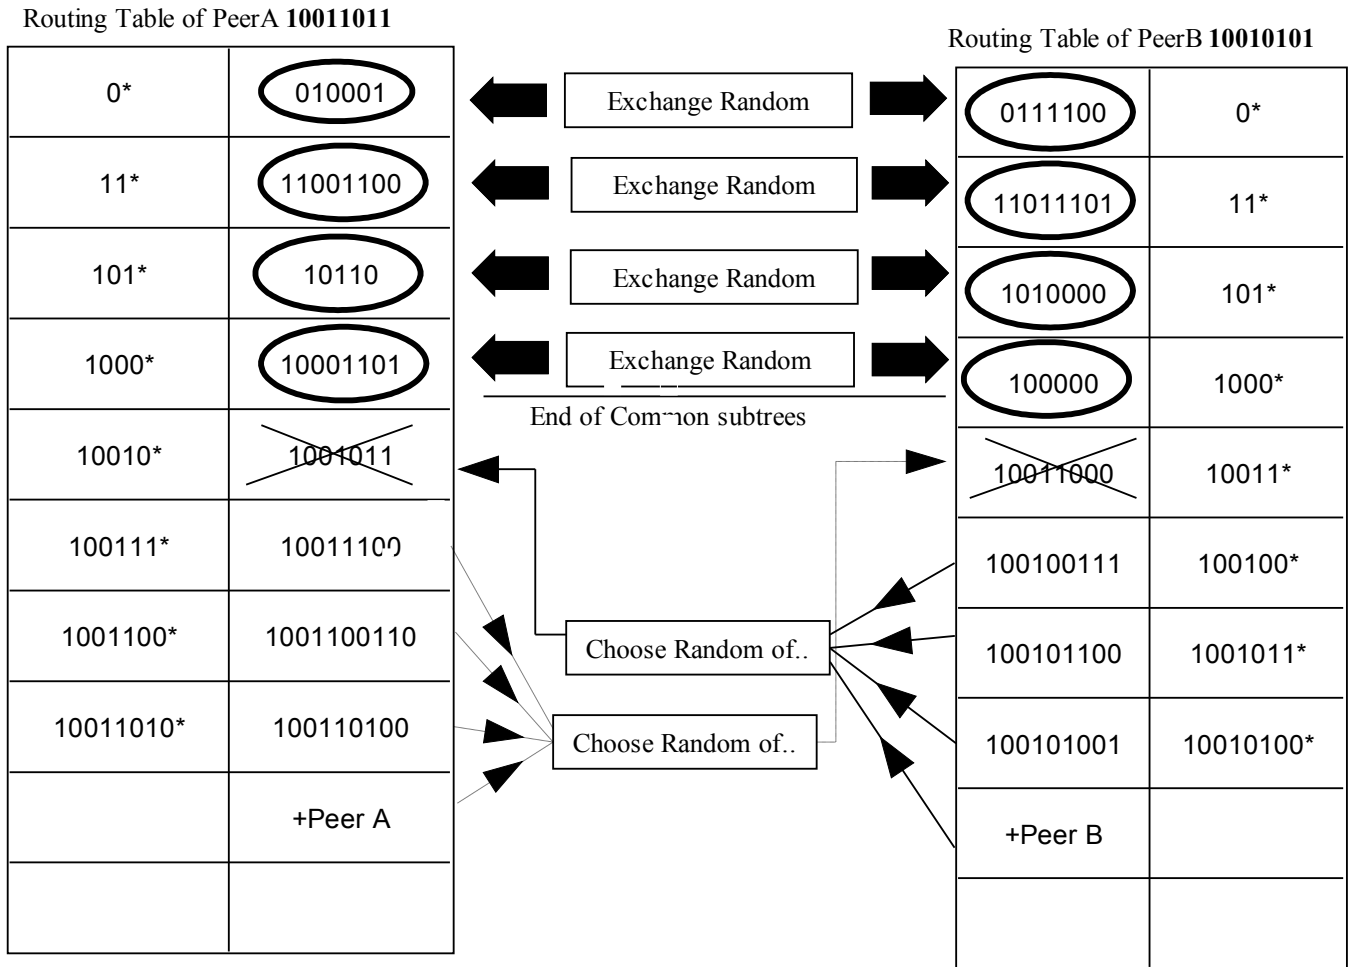 Routing Table of PeerA 10011011
0* 010001
11* 11001100
101* 10110
1000* 10001101
10010* 1001011
100111* 10011100
1001100* 1001100110
10011010* 100110100
+Peer A
Exchange Random
Exchange Random
Exchange Random
Exchange Random
End of Common subtrees
Choose Random of..
Choose Random of..
Routing Table of PeerB 10010101
0111100 0*
11011101 11*
1010000 101*
100000 1000*
10011000 10011*
100100111 100100*
100101100 1001011*
100101001 10010100*
+Peer B